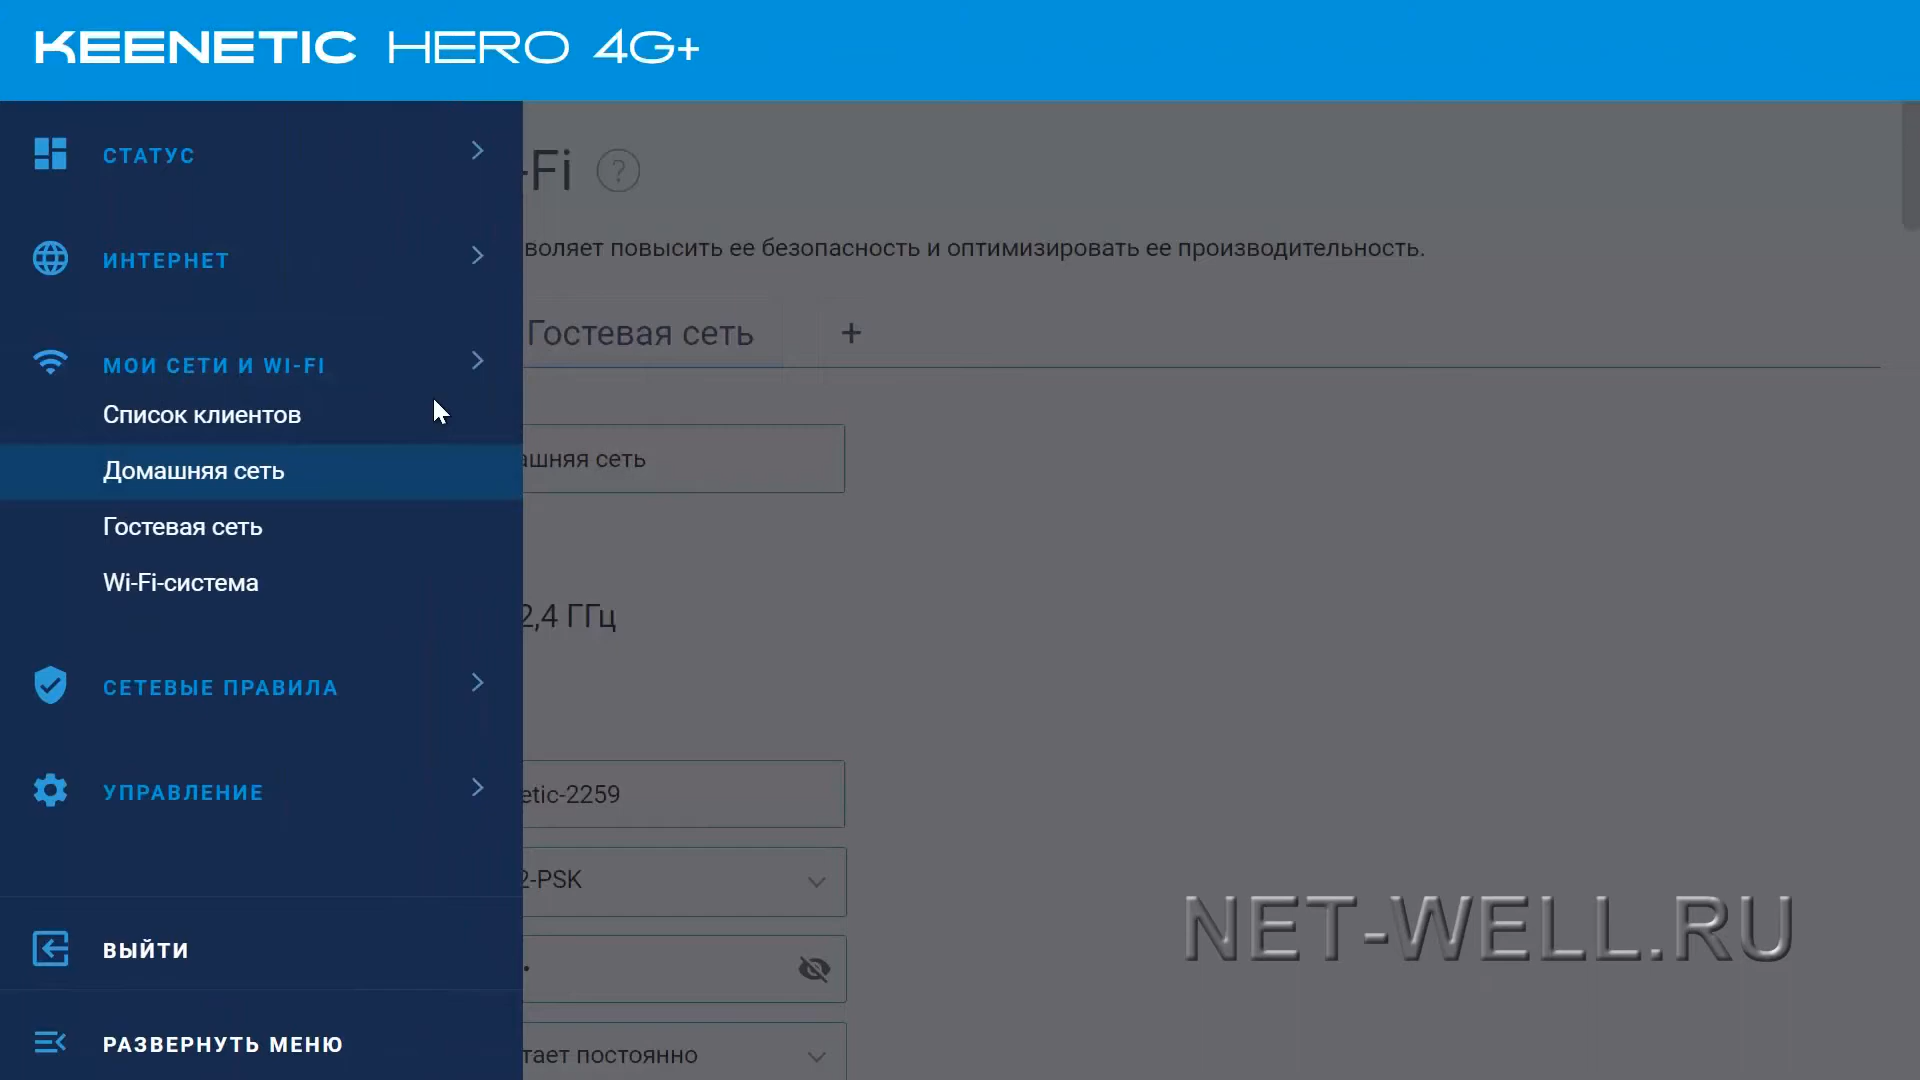 KEENETIC HERO 4G+
СТАТУС
ИНТЕРНЕТ
МОИ СЕТИ И WI-FI
Список клиентов
Домашняя сеть
Гостевая сеть
Wi-Fi-система
СЕТЕВЫЕ ПРАВИЛА
УПРАВЛЕНИЕ
ВЫЙТИ
РАЗВЕРНУТЬ МЕНЮ
-Fi ?
воляет повысить ее безопасность и оптимизировать ее производительность.
Гостевая сеть +
ашняя сеть
2,4 ГГц
etic-2259
2-PSK
тает постоянно
NET-WELL.RU